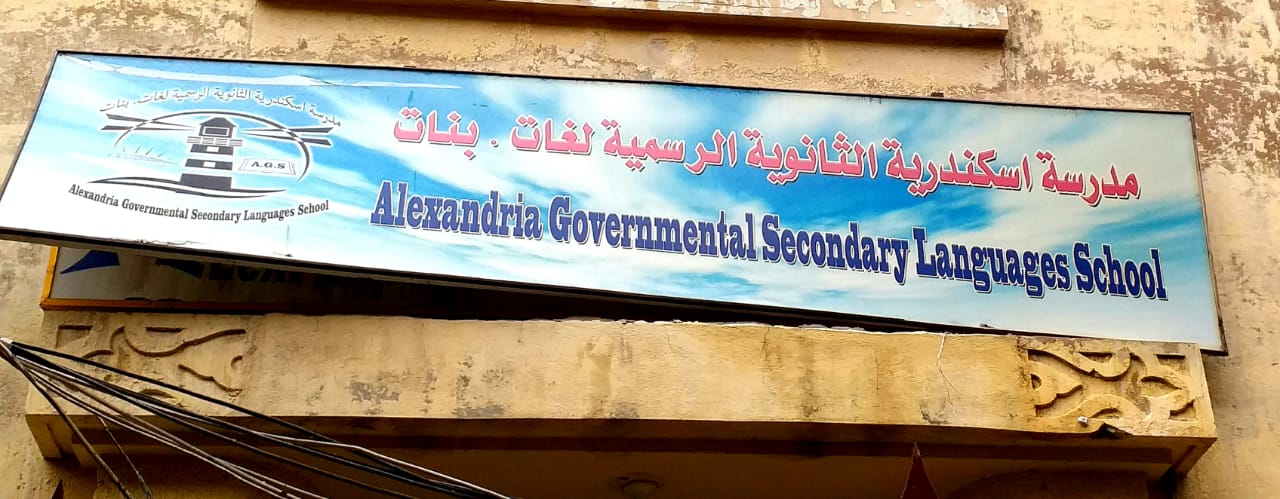 مدرسة اسكندرية الثانوية الرسمية لغات . بنات
A.G.S
Alexandria Governmental Secondary Languages School
مدرسة اسكندرية الثانوية الرسمية لغات . بنات
Alexandria Governmental Secondary Languages School